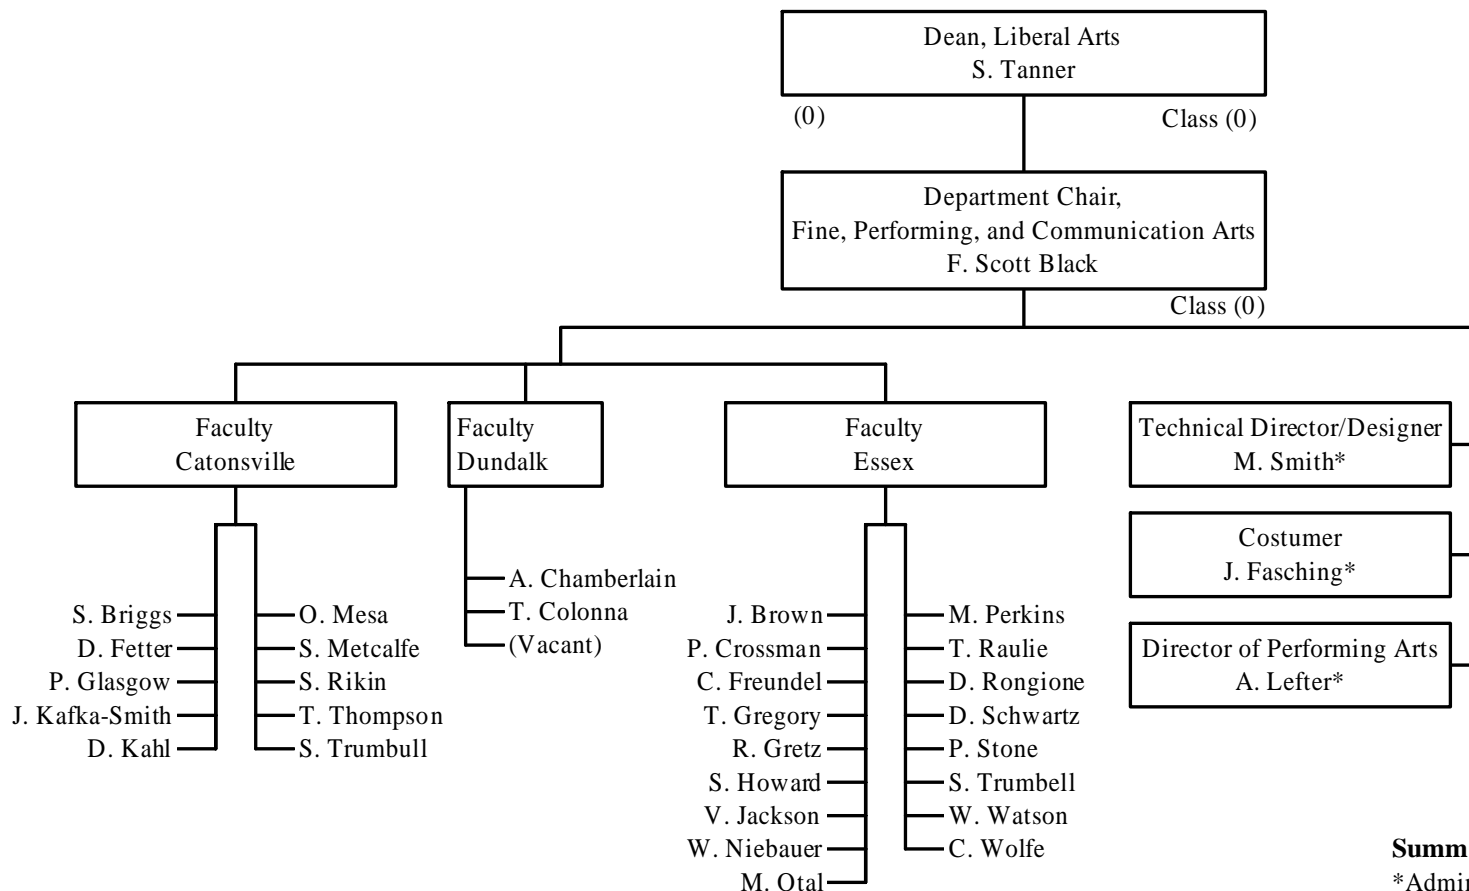 Dean, Liberal Arts
S. Tanner
(0)
Class (0)
Department Chair,
Fine, Performing, and Communication Arts
F. Scott Black
Class (0)
Faculty
Catonsville
Faculty
Dundalk
Faculty
Essex
Technical Director/Designer
M. Smith*
Costumer
J. Fasching*
Director of Performing Arts
A. Lefter*
S. Briggs
D. Fetter
P. Glasgow
J. Kafka-Smith
D. Kahl
O. Mesa
S. Metcalfe
S. Rikin
T. Thompson
S. Trumbull
A. Chamberlain
T. Colonna
(Vacant)
J. Brown
P. Crossman
C. Freundel
T. Gregory
R. Gretz
S. Howard
V. Jackson
W. Niebauer
M. Otal
M. Perkins
T. Raulie
D. Rongione
D. Schwartz
P. Stone
S. Trumbell
W. Watson
C. Wolfe
Summ
*Admin